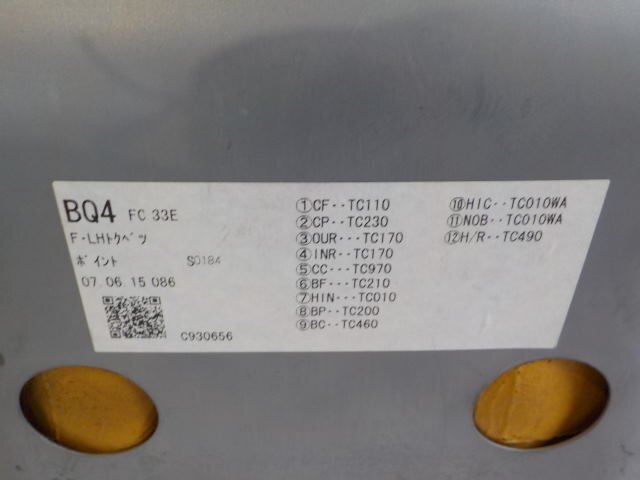 BQ4 FC 33E
F・LHﾄｸﾍﾞﾂ
ﾎﾟｲﾝﾄ S0184
07.06.15 086
C930656
①CF‥TC110
②CP‥TC230
③OUR‥TC170
④INR‥TC170
⑤CC‥TC970
⑥BF‥TC210
⑦HIN‥TC010
⑧BP‥TC200
⑨BC‥TC460
⑩HIC‥TC010WA
⑪NOB‥TC010WA
⑫H/R‥TC490